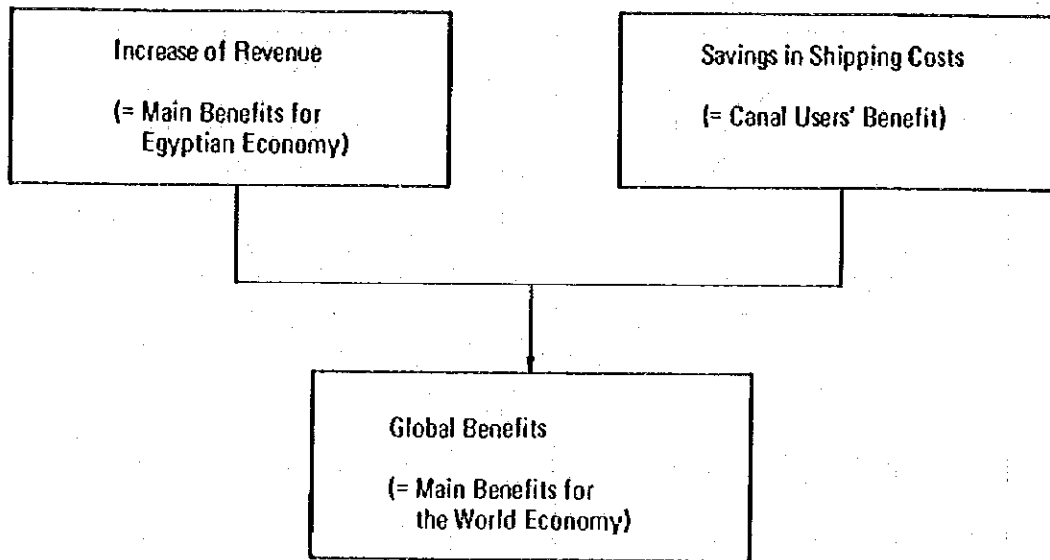 Increase of Revenue
(= Main Benefits for
Egyptian Economy)
Savings in Shipping Costs
(= Canal Users' Benefit)
Global Benefits
(= Main Benefits for
the World Economy)